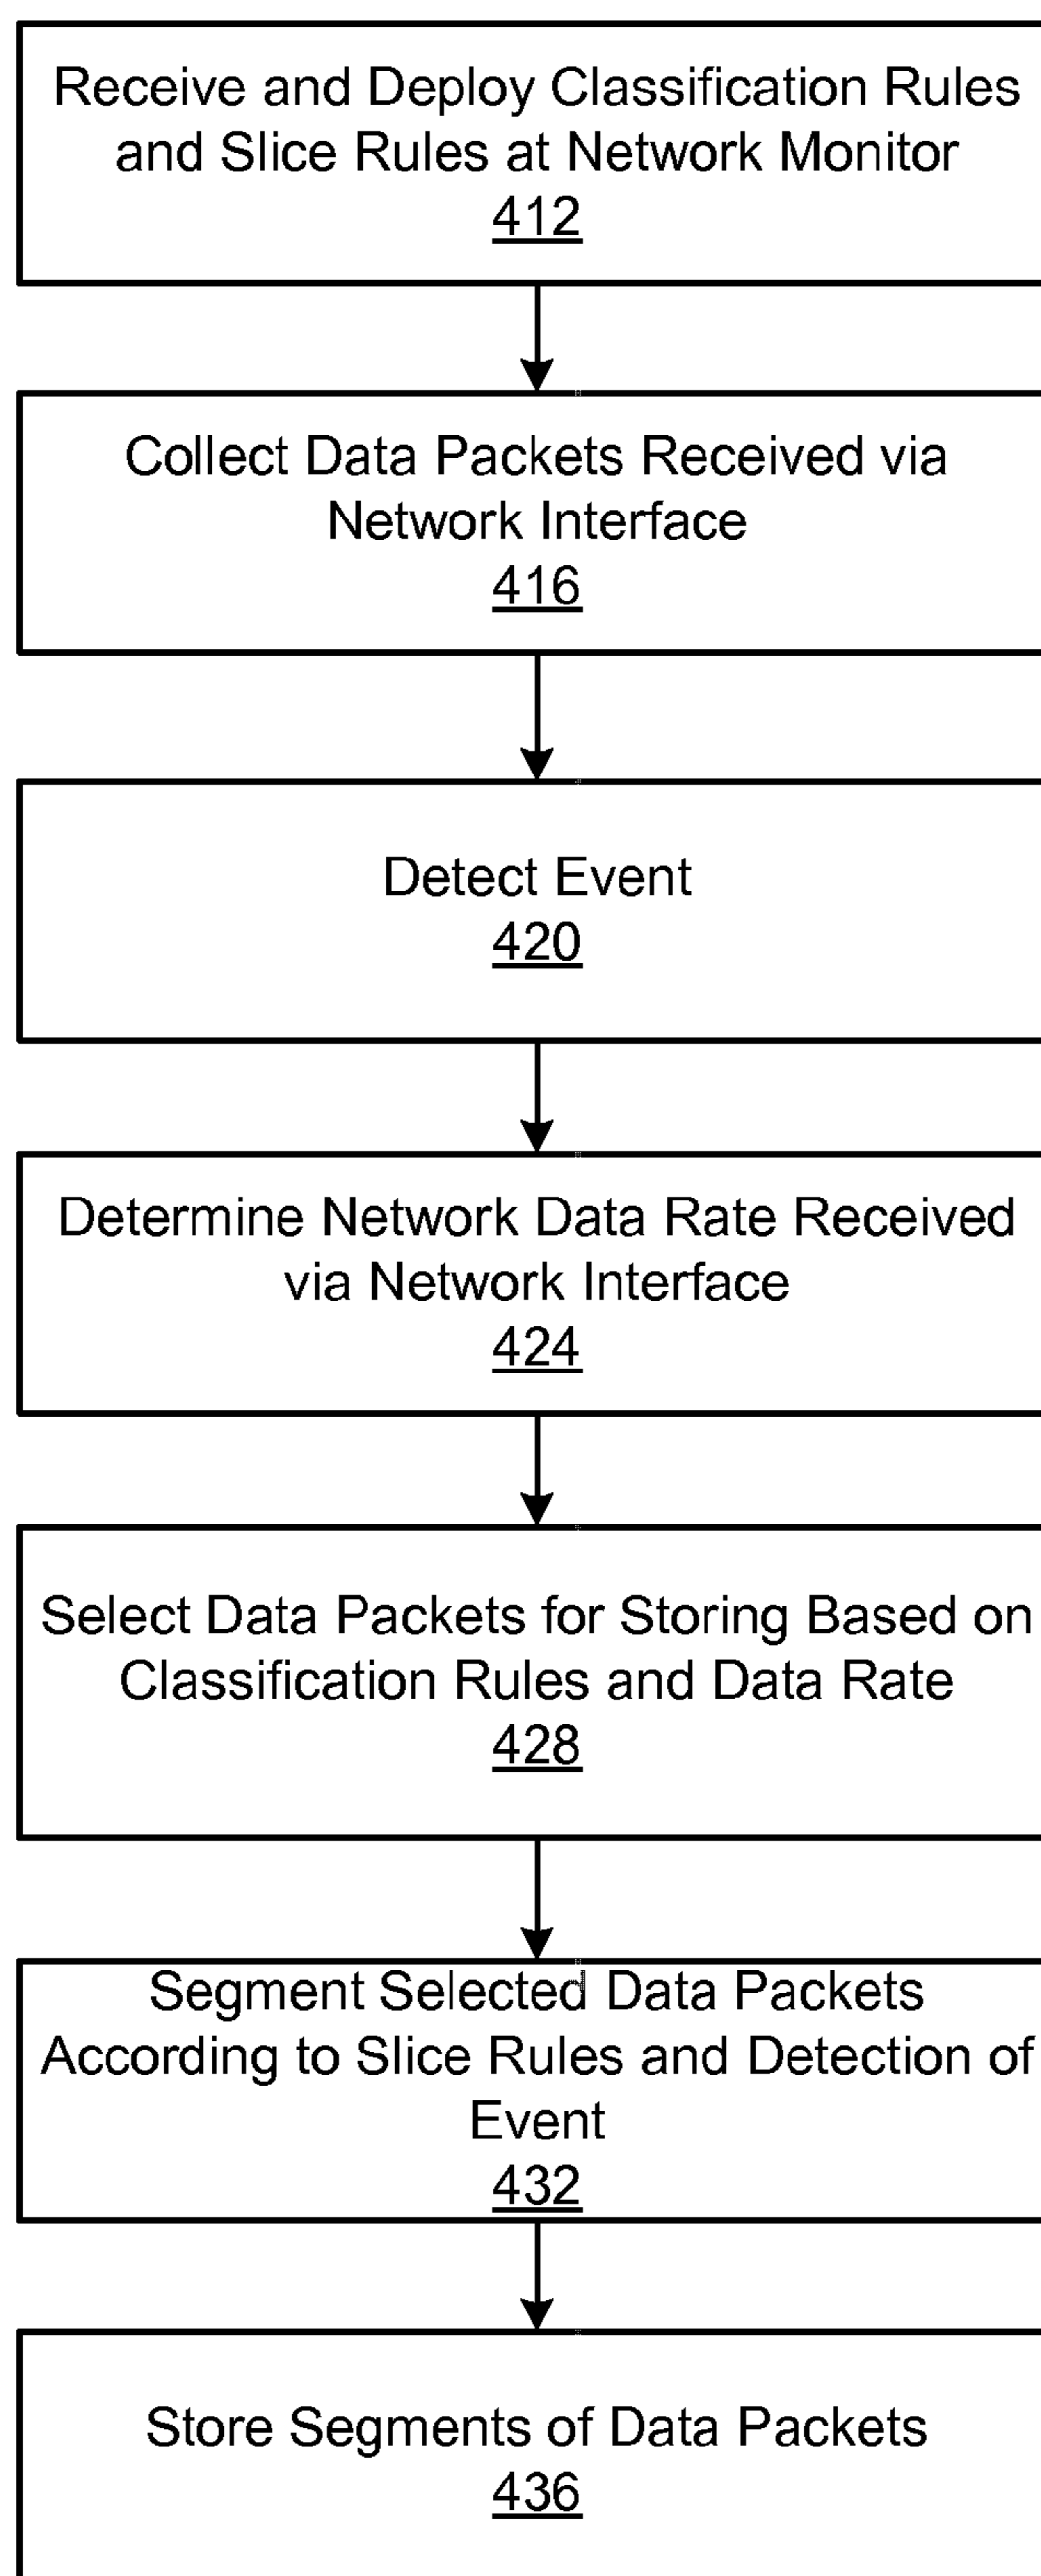 Receive and Deploy Classification Rules
and Slice Rules at Network Monitor
412
Collect Data Packets Received via
Network Interface
416
Detect Event
420
Determine Network Data Rate Received
via Network Interface
424
Select Data Packets for Storing Based on
Classification Rules and Data Rate
428
Segment Selected Data Packets
According to Slice Rules and Detection of
Event
432
Store Segments of Data Packets
436